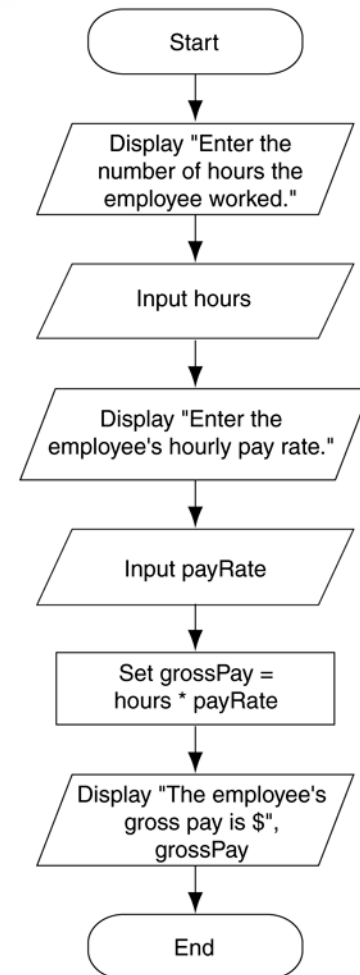 Start
Display "Enter the
number of hours the
employee worked."
Input hours
Display "Enter the
employee's hourly pay rate."
Input payRate
Set grossPay =
hours * payRate
Display "The employee's
gross pay is $",
grossPay
End